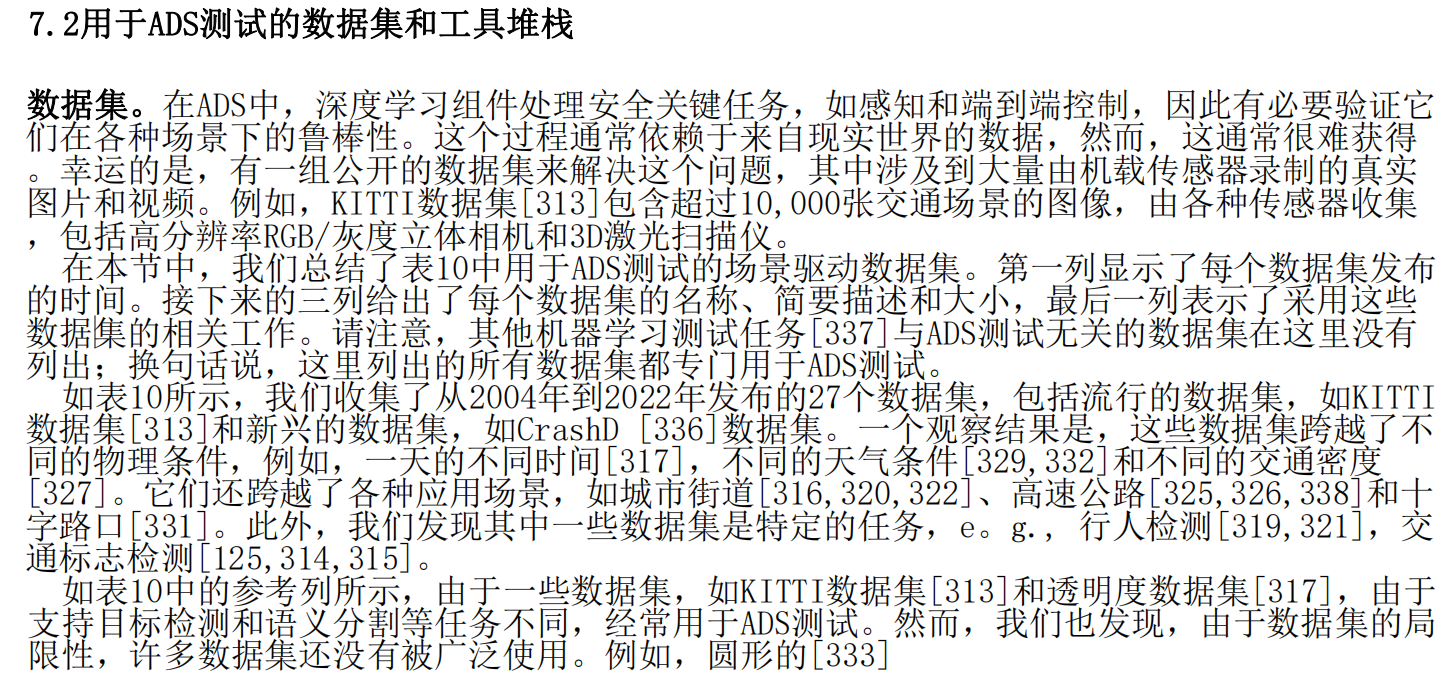 7.2用于ADS测试的数据集和工具堆栈
数据集。在ADS中，深度学习组件处理安全关键任务，如感知和端到端控制，因此有必要验证它
们在各种场景下的鲁棒性。这个过程通常依赖于来自现实世界的数据，然而，这通常很难获得
。幸运的是，有一组公开的数据集来解决这个问题，其中涉及到大量由机载传感器录制的真实
图片和视频。例如，KITTI数据集[313]包含超过10,000张交通场景的图像，由各种传感器收集
，包括高分辨率RGB/灰度立体相机和3D激光扫描仪。
在本节中，我们总结了表10中用于ADS测试的场景驱动数据集。第一列显示了每个数据集发布
的时间。接下来的三列给出了每个数据集的名称、简要描述和大小，最后一列表示了采用这些
数据集的相关工作。请注意，其他机器学习测试任务[337]与ADS测试无关的数据集在这里没有
列出；换句话说，这里列出的所有数据集都专门用于ADS测试。
如表10所示，我们收集了从2004年到2022年发布的27个数据集，包括流行的数据集，如KITTI
数据集[313]和新兴的数据集，如CrashD [336]数据集。一个观察结果是，这些数据集跨越了不
同的物理条件，例如，一天的不同时间[317]，不同的天气条件[329,332]和不同的交通密度
[327]。它们还跨越了各种应用场景，如城市街道[316,320,322]、高速公路[325,326,338]和十
字路口[331]。此外，我们发现其中一些数据集是特定的任务，e。g., 行人检测[319,321]，交
通标志检测[125,314,315]。
如表10中的参考列所示，由于一些数据集，如KITTI数据集[313]和透明度数据集[317]，由于
支持目标检测和语义分割等任务不同，经常用于ADS测试。然而，我们也发现，由于数据集的局
限性，许多数据集还没有被广泛使用。例如，圆形的[333]